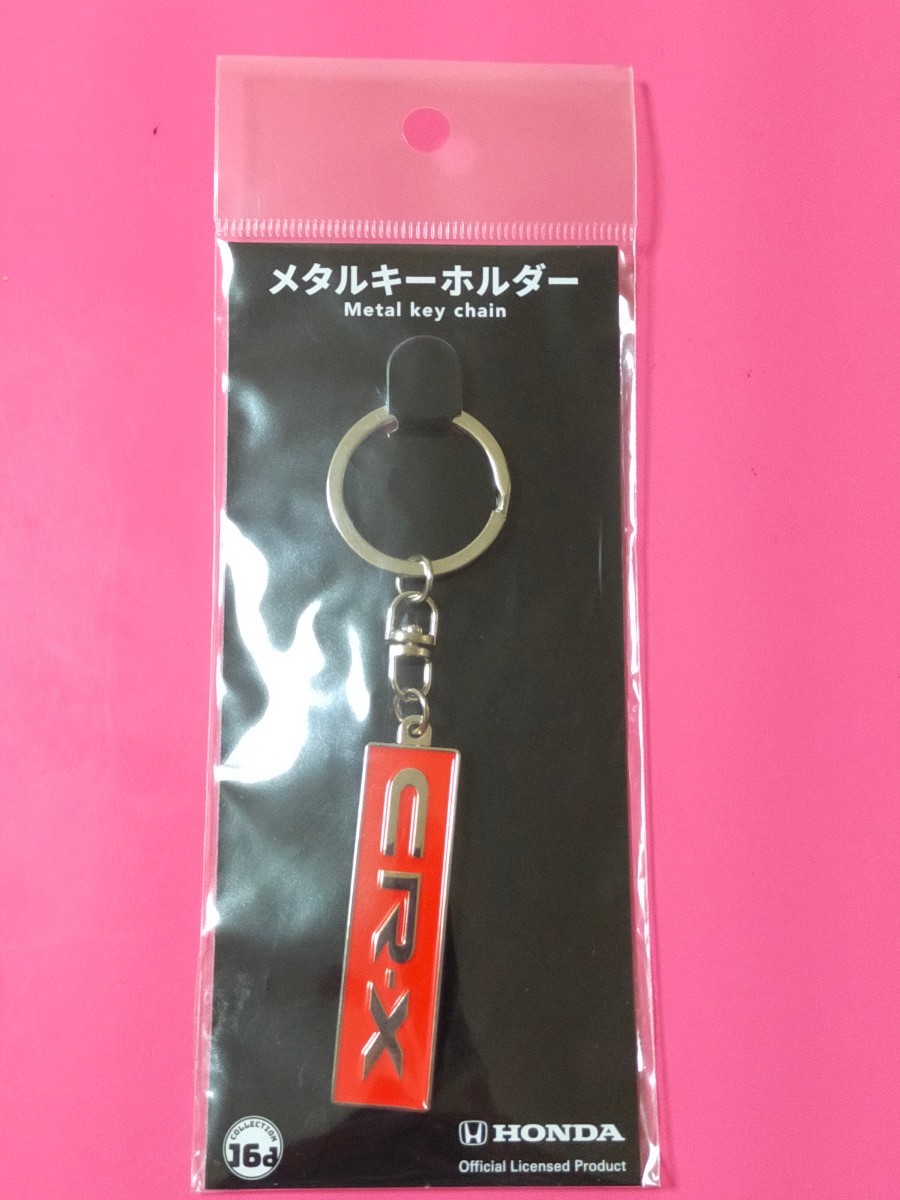 メタルキーホルダー
Metal key chain
CR-X
COLLECTION
16d
HONDA
Official Licensed Product